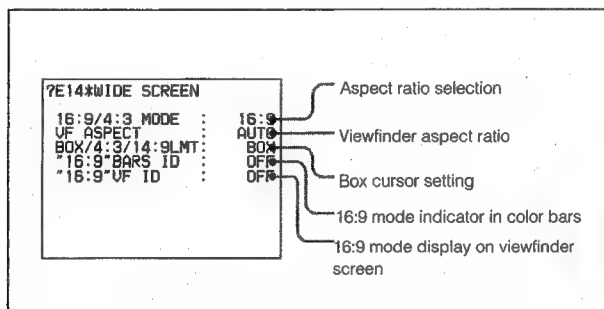 ?E14*WIDE SCREEN
16:9/4:3 MODE : 16:9
VF ASPECT : AUTO
BOX/4:3/14:9LMT: BOX
"16:9"BARS ID : OFF
"16:9"VF ID : OFF
Aspect ratio selection
Viewfinder aspect ratio
Box cursor setting
16:9 mode indicator in color bars
16:9 mode display on viewfinder
screen